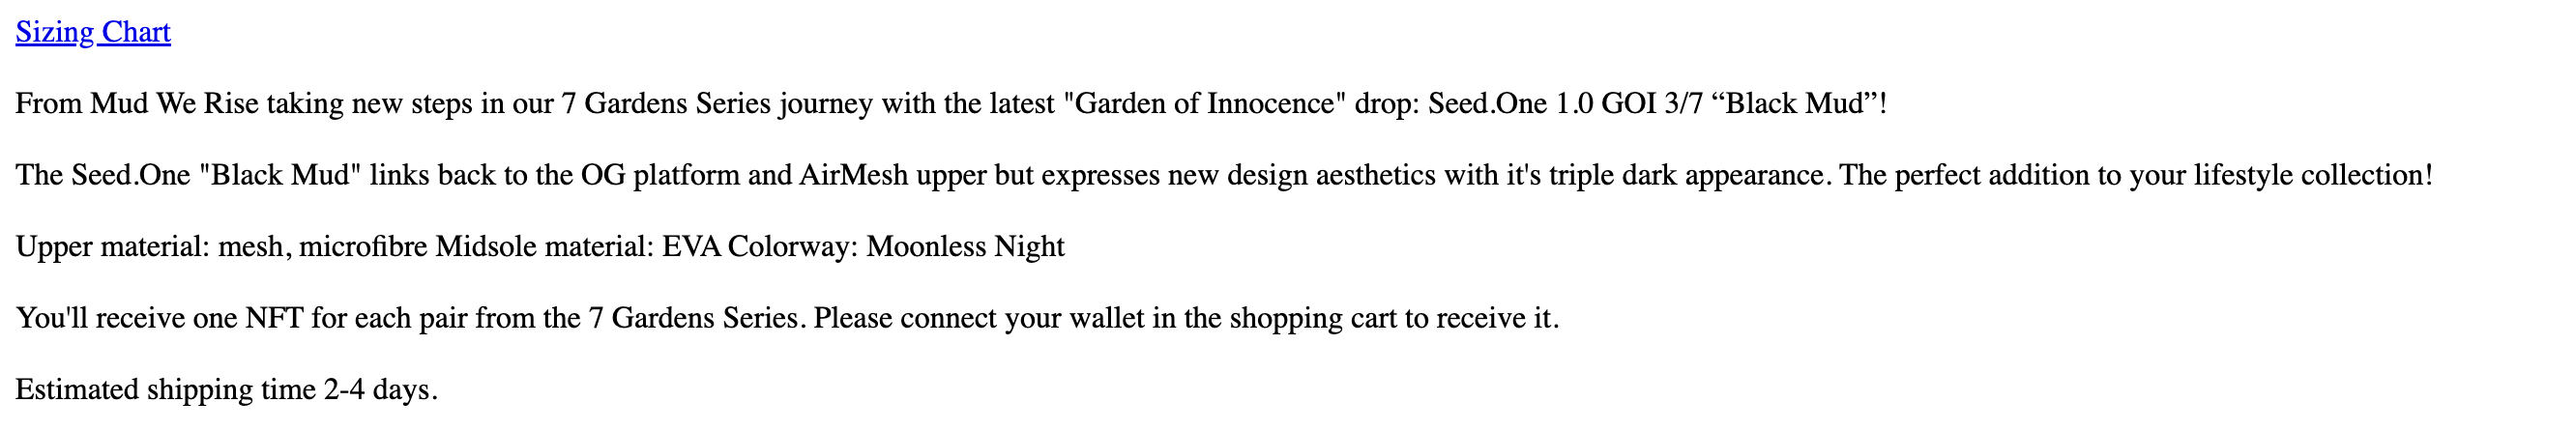 Sizing Chart
From Mud We Rise taking new steps in our 7 Gardens Series journey with the latest "Garden of Innocence" drop: Seed.One 1.0 GOI 3/7 “Black Mud”!
The Seed.One "Black Mud" links back to the OG platform and AirMesh upper but expresses new design aesthetics with it's triple dark appearance. The perfect addition to your lifestyle collection!
Upper material: mesh, microfibre Midsole material: EVA Colorway: Moonless Night
You'll receive one NFT for each pair from the 7 Gardens Series. Please connect your wallet in the shopping cart to receive it.
Estimated shipping time 2-4 days.